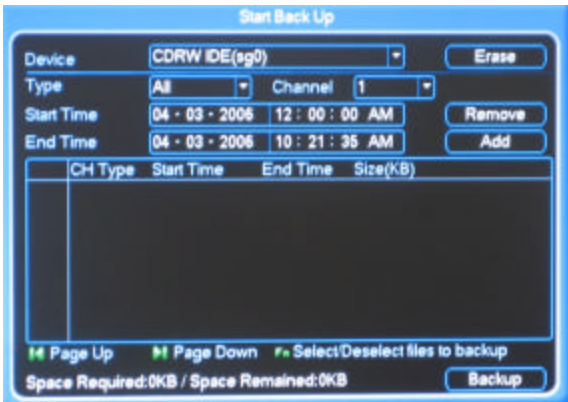 Start Back Up
Device CDRW IDE(sg0) Erase
Type All Channel 1
Start Time 04 - 03 - 2006 12 : 00 : 00 AM Remove
End Time 04 - 03 - 2006 10 : 21 : 35 AM Add
CH Type Start Time End Time Size(KB)
Page Up Page Down Fn Select/Deselect files to backup
Space Required:0KB / Space Remained:0KB Backup